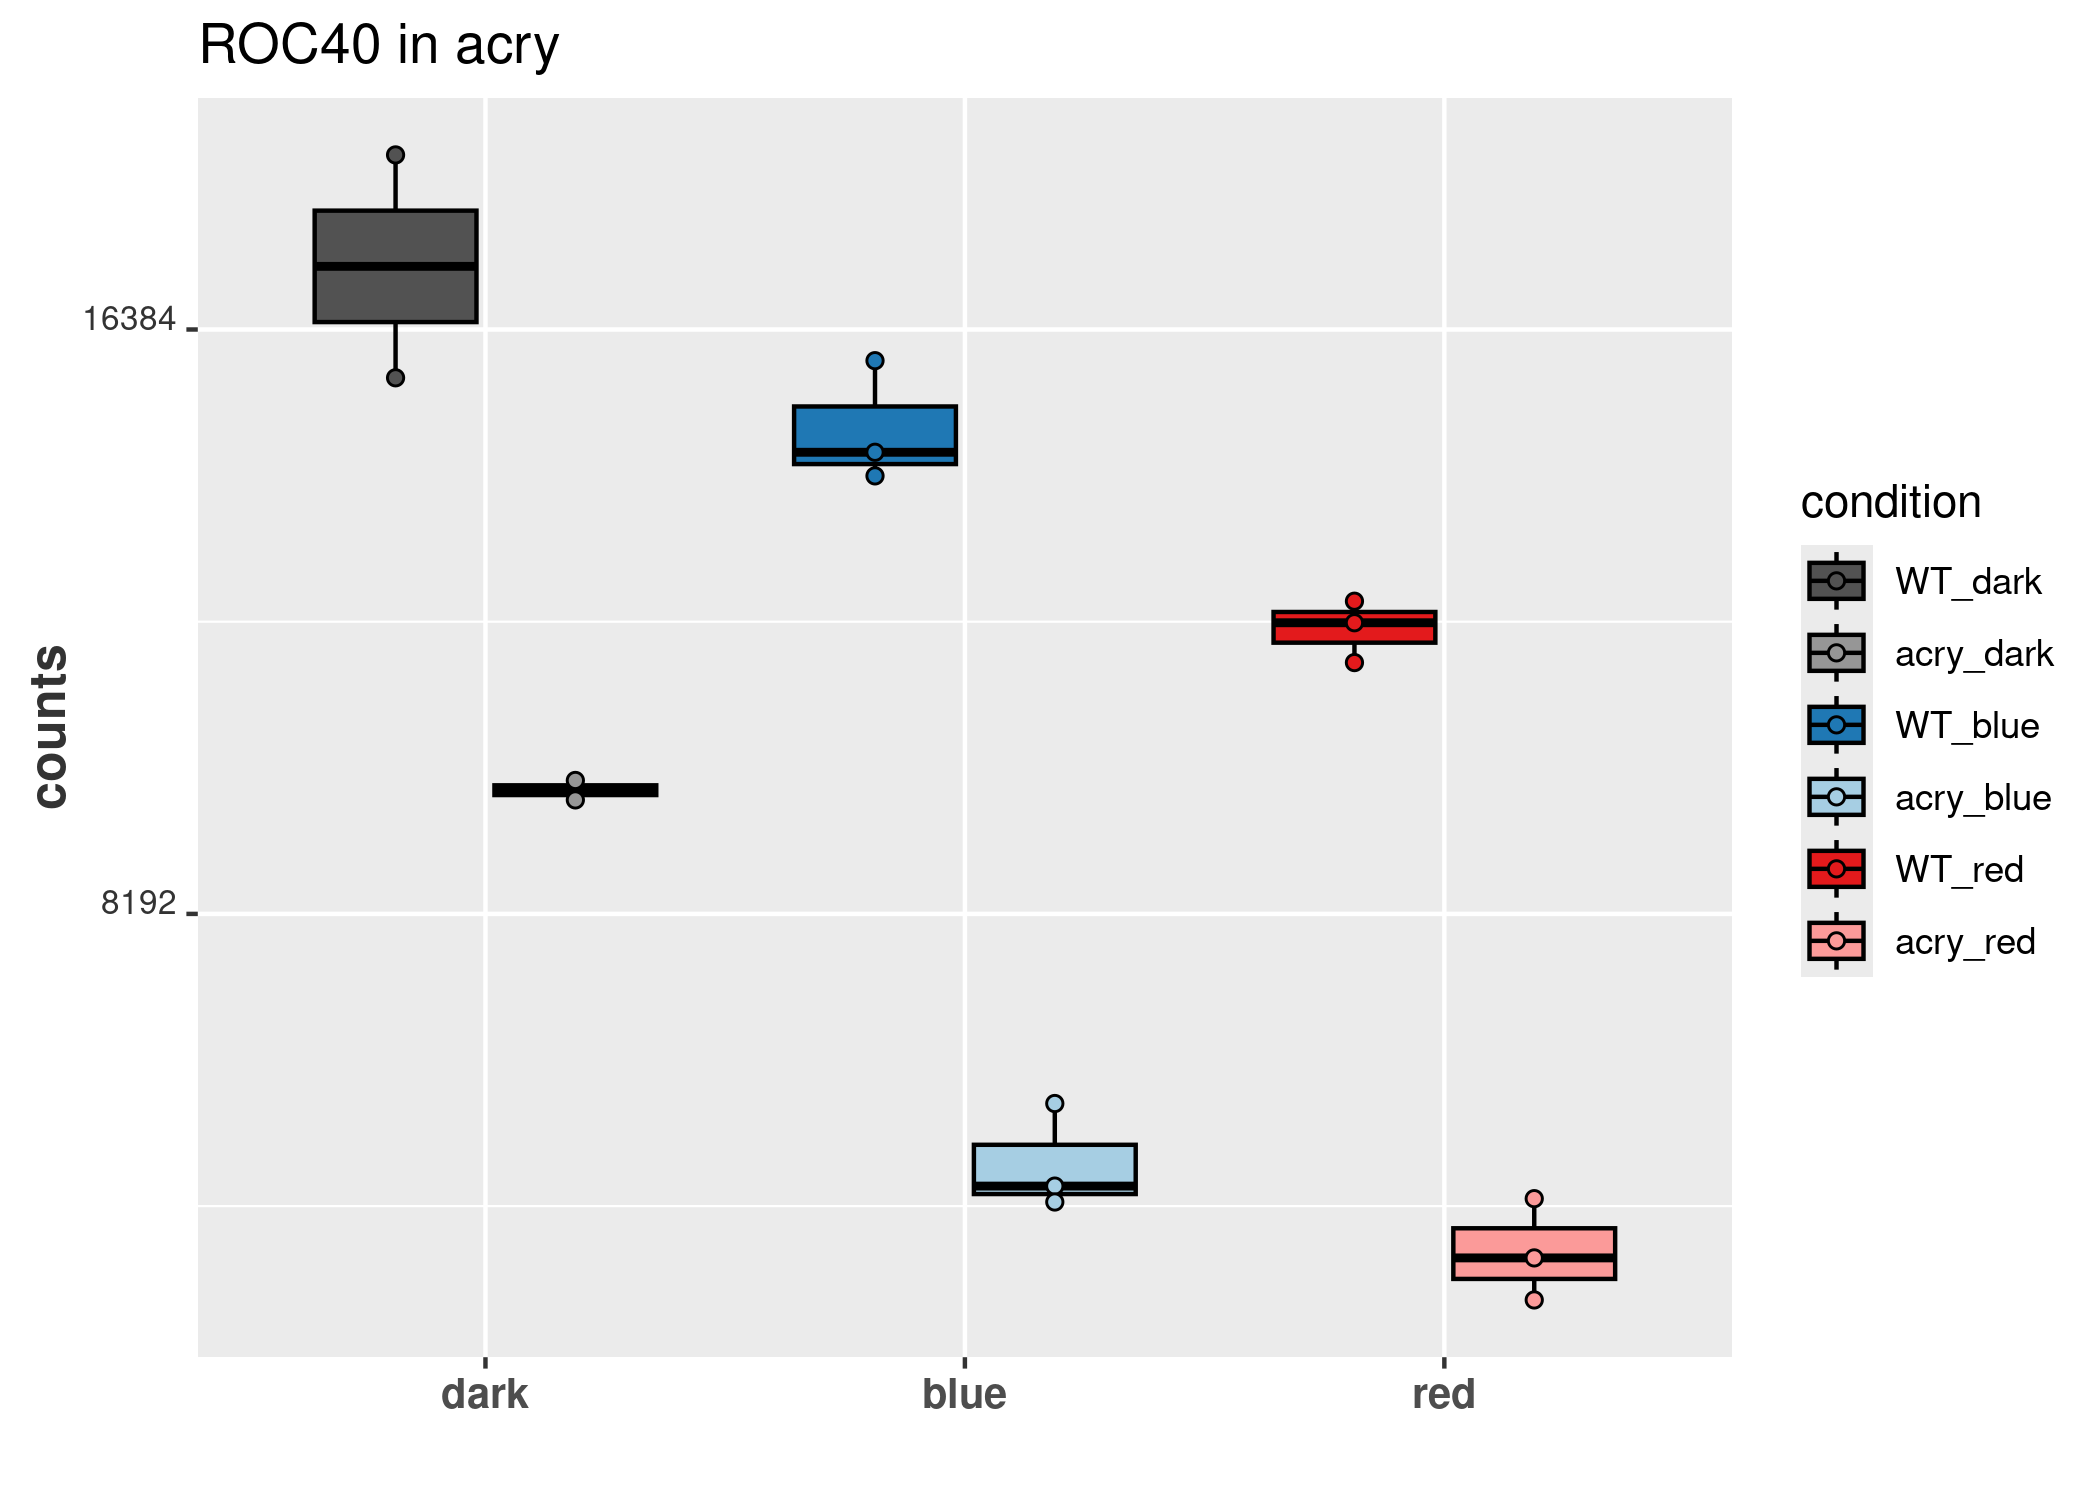 ROC40 in acry
16384
8192
counts
dark
blue
red
condition
WT_dark
acry_dark
WT_blue
acry_blue
WT_red
acry_red